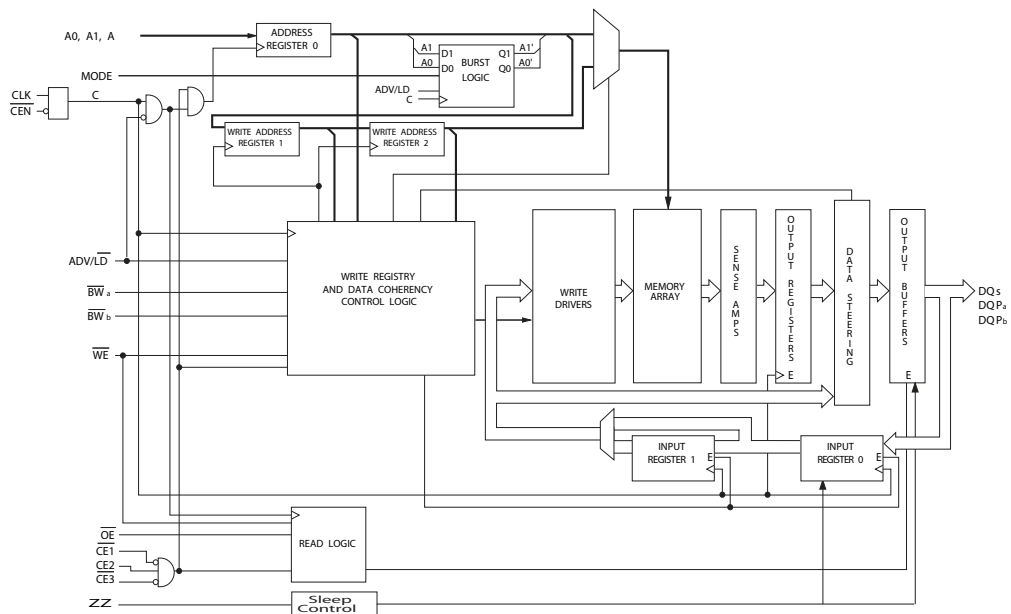 A0, A1, A
ADDRESS
REGISTER 0
A1
A0
D1
D0
BURST
LOGIC
Q1
Q0
A1'
A0'
MODE
ADV/LD
C
CLK
CEN
C
WRITE ADDRESS
REGISTER 1
WRITE ADDRESS
REGISTER 2
ADV/LD
BW a
BW b
WE
WRITE REGISTRY
AND DATA COHERENCY
CONTROL LOGIC
WRITE
DRIVERS
MEMORY
ARRAY
SENSE AMPS
OUTPUT REGISTERS
E
DATA STEERING
OUTPUT BUFFERS
E
DQs
DQPa
DQPb
INPUT
REGISTER 1
E
INPUT
REGISTER 0
E
OE
CE1
CE2
CE3
READ LOGIC
ZZ
Sleep
Control